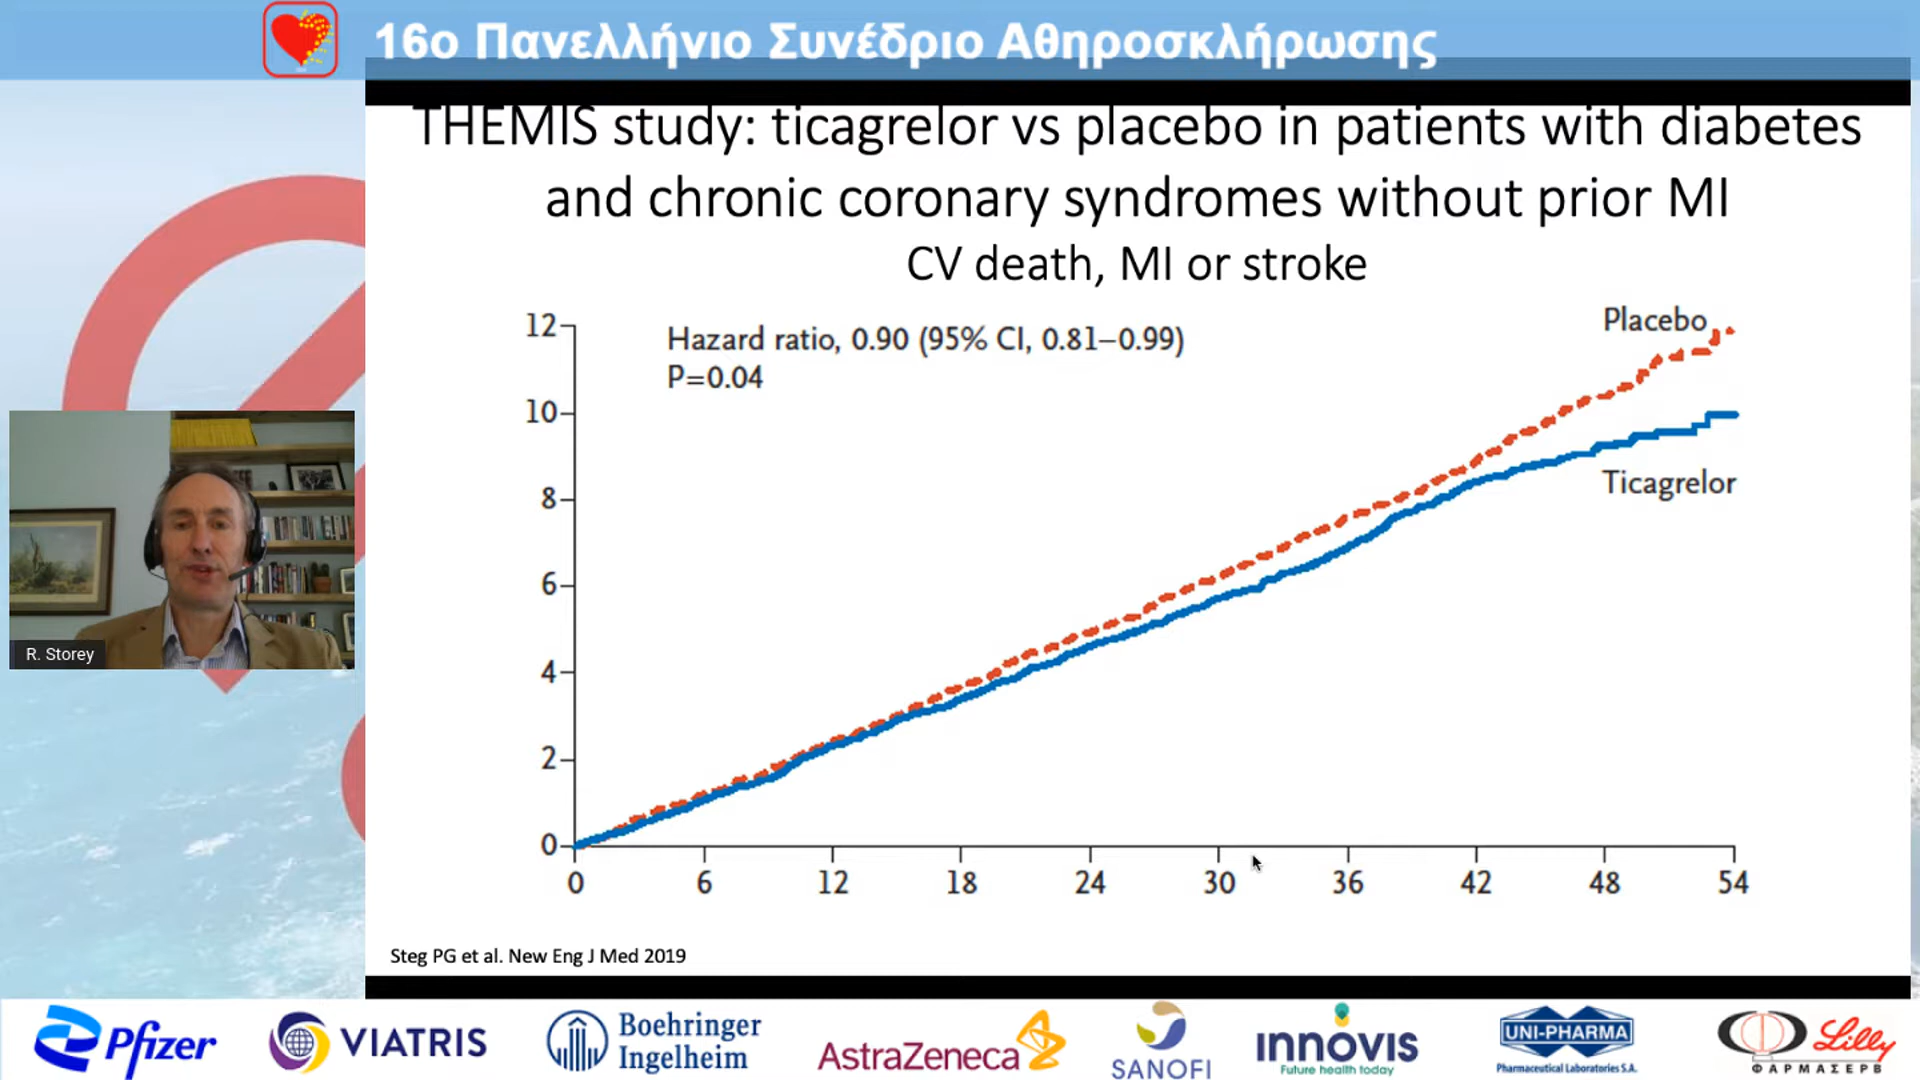 16ο Πανελλήνιο Συνέδριο Αθηροσκλήρωσης
THEMIS study: ticagrelor vs placebo in patients with diabetes
and chronic coronary syndromes without prior MI
CV death, MI or stroke
Hazard ratio, 0.90 (95% CI, 0.81–0.99)
P=0.04
Placebo
Ticagrelor
12
10
8
6
4
2
0
0 6 12 18 24 30 36 42 48 54
R. Storey
Steg PG et al. New Eng J Med 2019
Pfizer
VIATRIS
Boehringer
Ingelheim
AstraZeneca
SANOFI
INNOVIS
Future health today
UNI-PHARMA
Pharmaceutical Laboratories S.A.
Lilly
ΦΑΡΜΑΣΕΡΒ